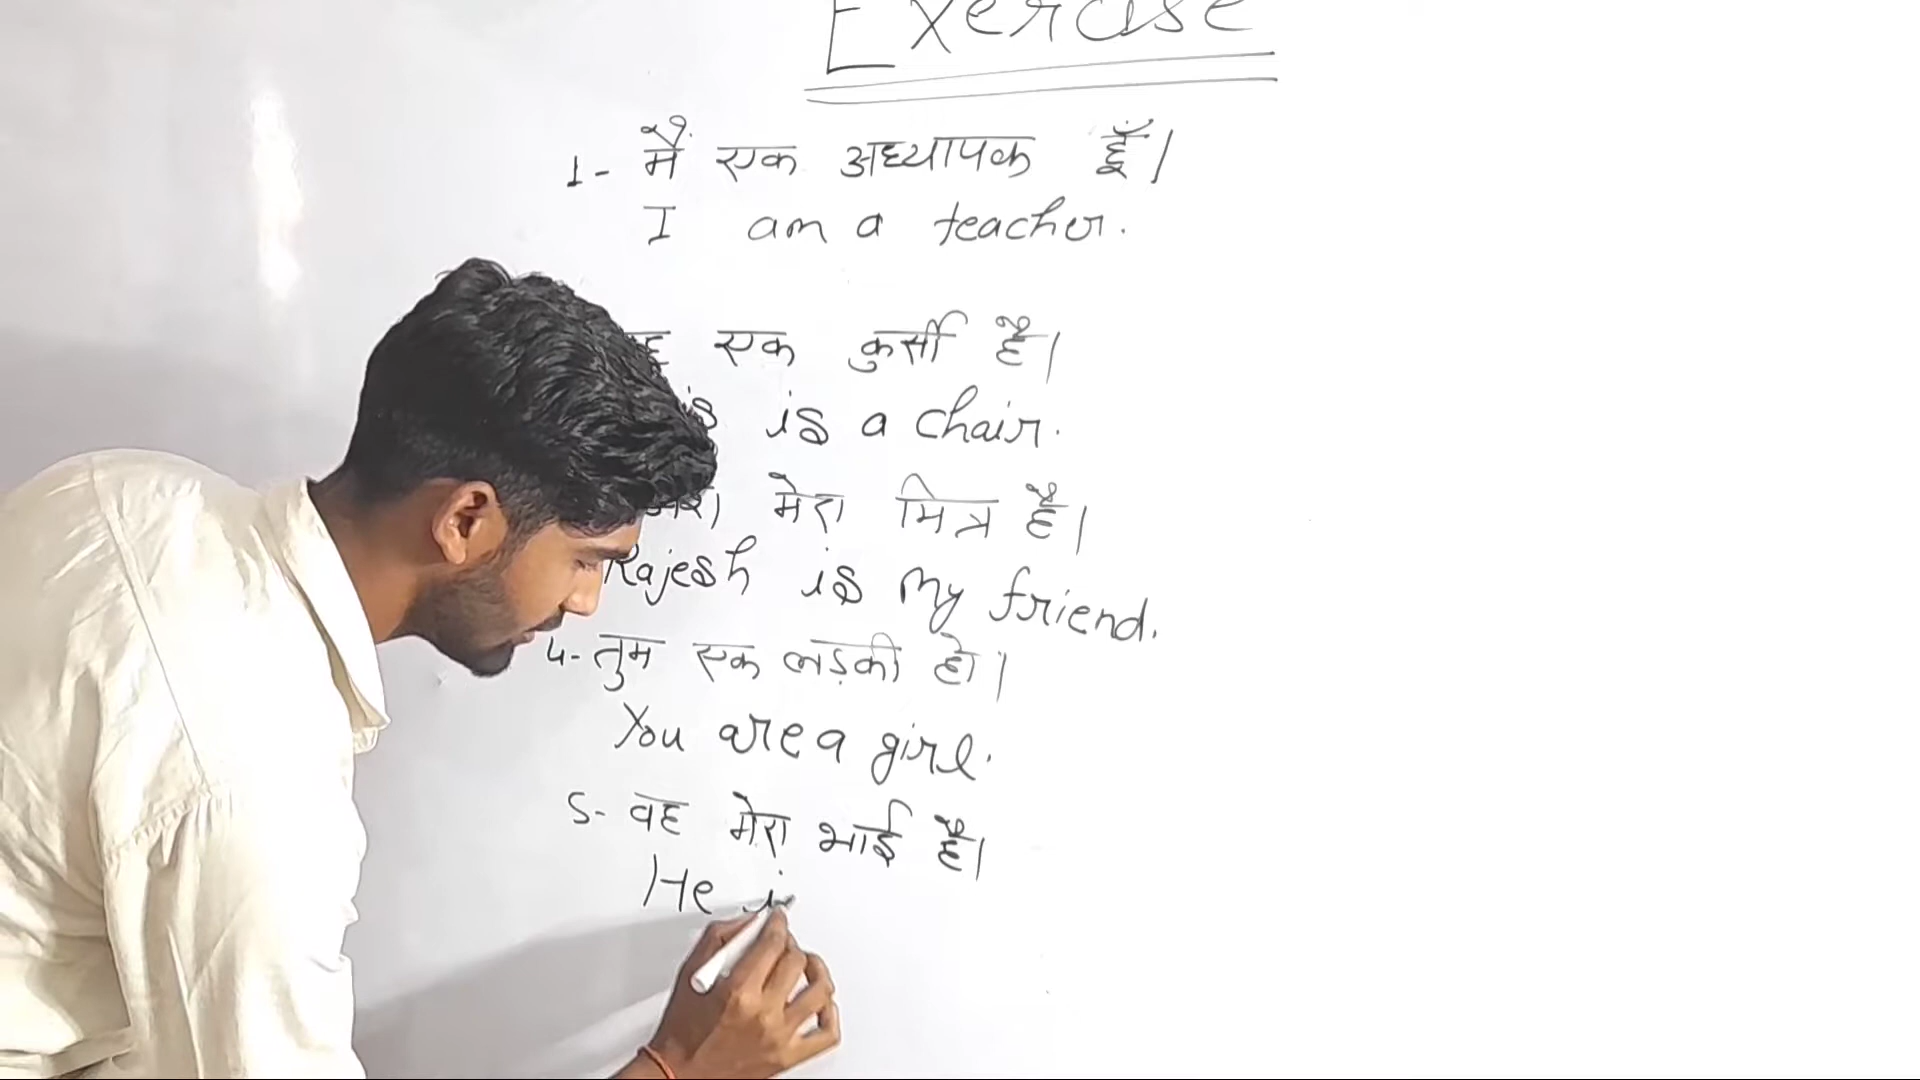 Exercise
1- मैं एक अध्यापक हूँ।
I am a teacher.
एक कुर्सी है।
is a chair.
मेरा मित्र है।
Rajesh is my friend.
4- तुम एक लड़की हो।
You are a girl.
5- वह मेरा भाई है।
He